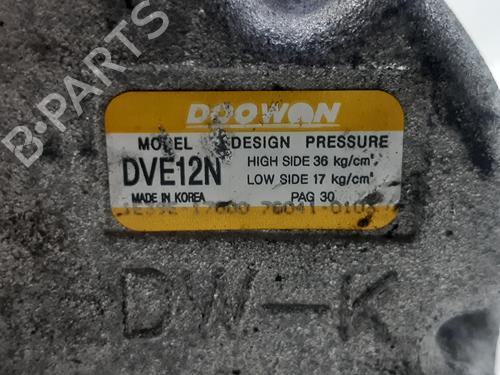 B-PARTS
DOOWON
MODEL DESIGN PRESSURE
DVE12N HIGH SIDE 36 kg/cm²
LOW SIDE 17 kg/cm²
MADE IN KOREA PAG 30
DW-K